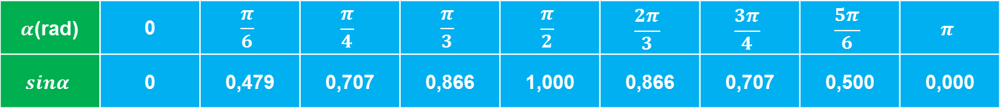 α(rad) 0 π/6 π/4 π/3 π/2 2π/3 3π/4 5π/6 π
sinα 0 0,479 0,707 0,866 1,000 0,866 0,707 0,500 0,000